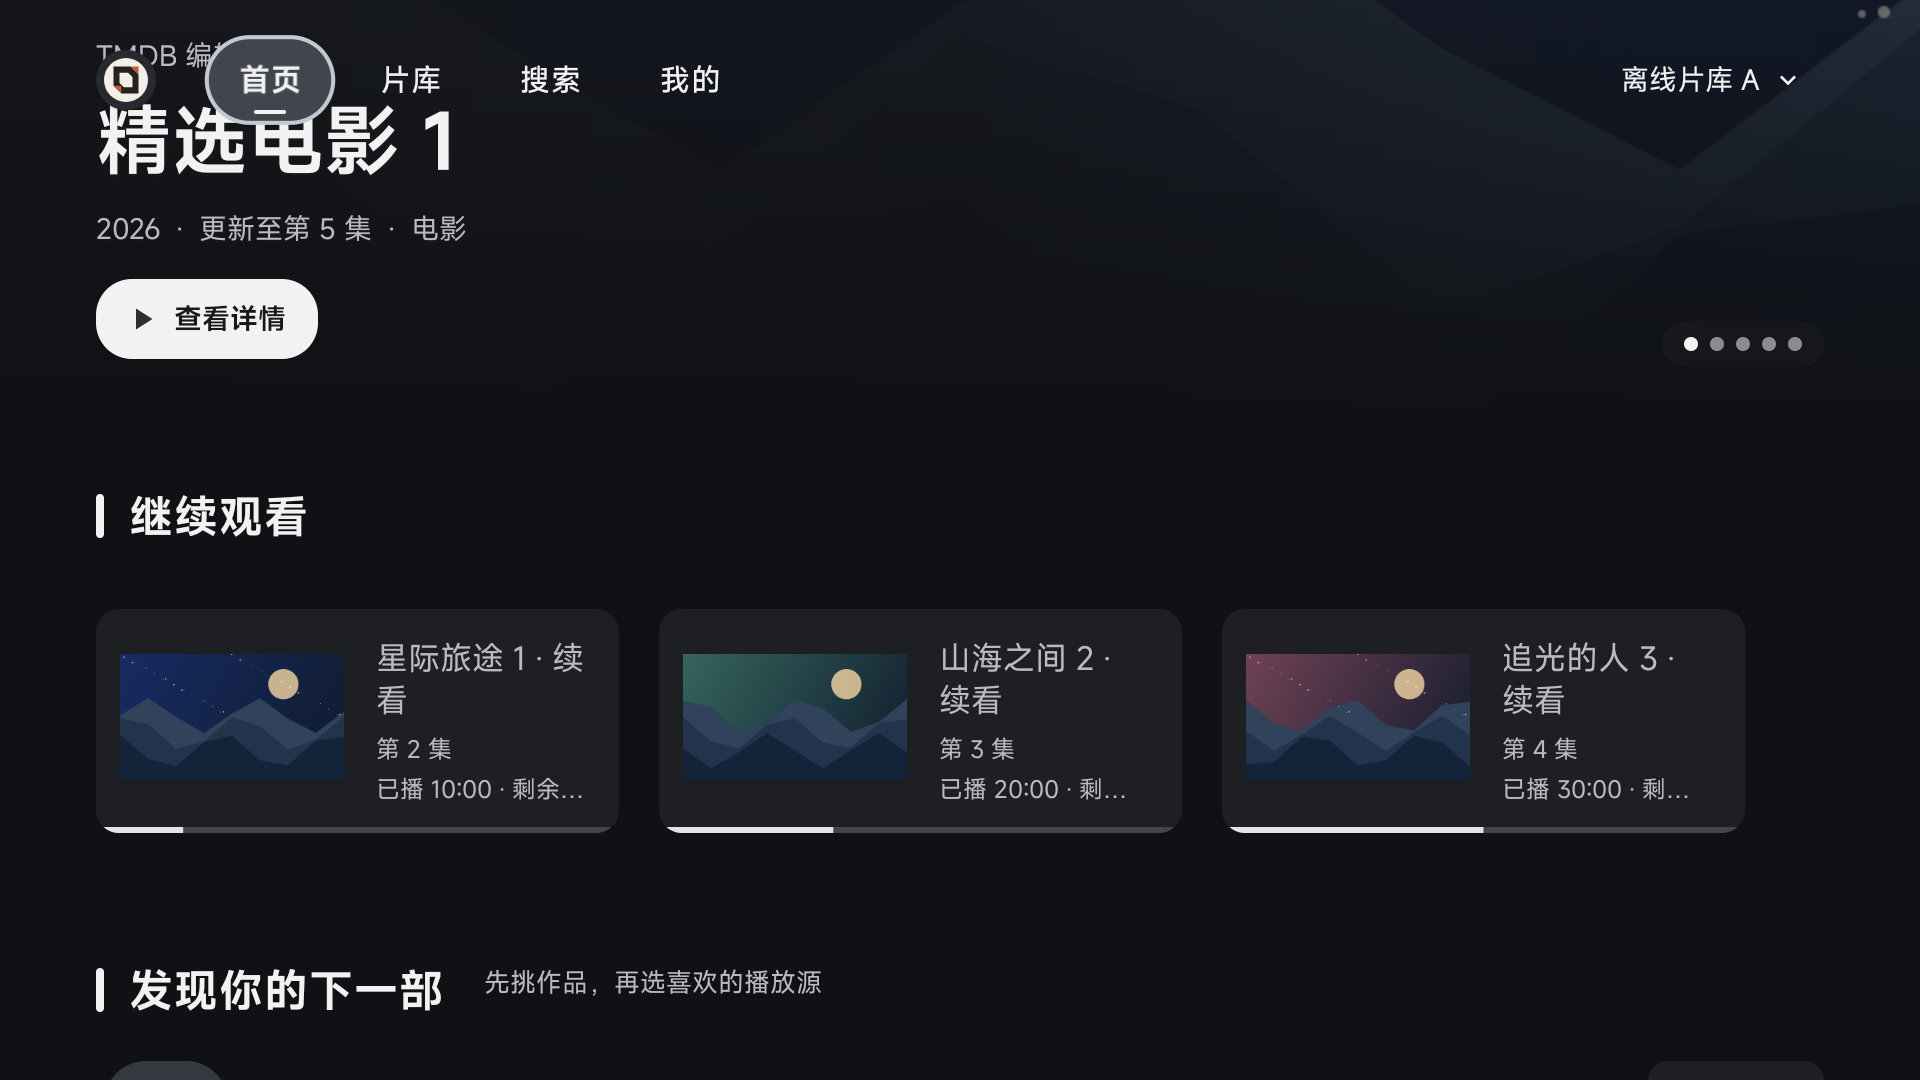 TMDB 编
首页
片库
搜索
我的
离线片库 A
精选电影 1
2026 · 更新至第 5 集 · 电影
查看详情
继续观看
星际旅途 1 · 续
看
第 2 集
已播 10:00 · 剩余…
山海之间 2 ·
续看
第 3 集
已播 20:00 · 剩…
追光的人 3 ·
续看
第 4 集
已播 30:00 · 剩…
发现你的下一部
先挑作品，再选喜欢的播放源